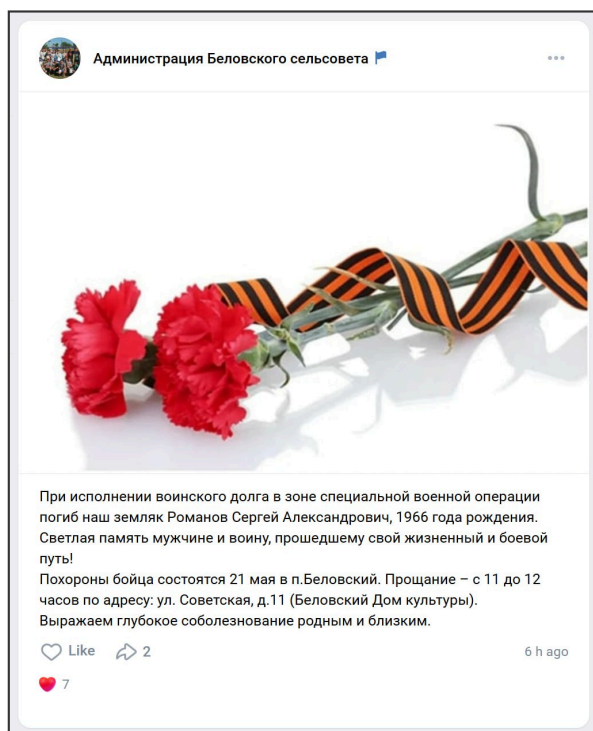 Администрация Беловского сельсовета
При исполнении воинского долга в зоне специальной военной операции
погиб наш земляк Романов Сергей Александрович, 1966 года рождения.
Светлая память мужчине и воину, прошедшему свой жизненный и боевой
путь!
Похороны бойца состоятся 21 мая в п.Беловский. Прощание – с 11 до 12
часов по адресу: ул. Советская, д.11 (Беловский Дом культуры).
Выражаем глубокое соболезнование родным и близким.
Like 2 6 h ago
7